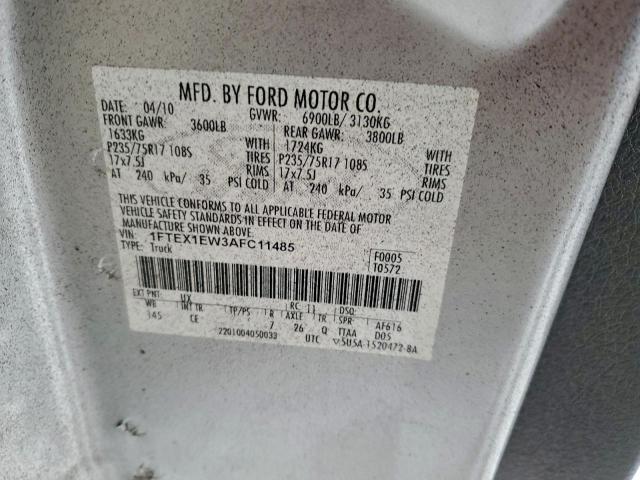 MFD. BY FORD MOTOR CO.
DATE: 04/10 GVWR: 6900LB/ 3130KG
FRONT GAWR: 3600LB REAR GAWR: 3800LB
1633KG WITH 1724KG WITH
P235/75R17 108S TIRES P235/75R17 108S TIRES
17x7.5J RIMS 17x7.5J RIMS
AT 240 kPa/ 35 PSI COLD AT 240 kPa/ 35 PSI COLD
THIS VEHICLE CONFORMS TO ALL APPLICABLE FEDERAL MOTOR
VEHICLE SAFETY STANDARDS IN EFFECT ON THE DATE OF
MANUFACTURE SHOWN ABOVE.
VIN: 1FTEX1EW3AFC11485 F0005
TYPE: Truck T0572
EXT PNT: UX RC: 11 DSO:
WB INT TR TP/PS R AXLE TR SPR AF616
145 CE 7 26 Q TTAA D05
2201004050033 UTC 5U5A-1520472-BA